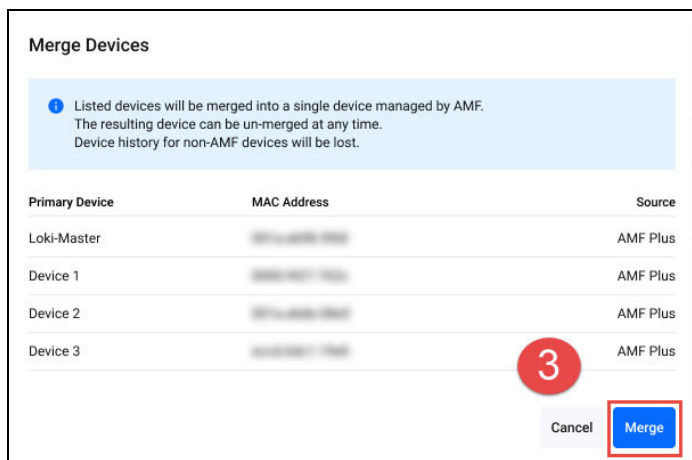 Merge Devices
Listed devices will be merged into a single device managed by AMF.
The resulting device can be un-merged at any time.
Device history for non-AMF devices will be lost.
Primary Device MAC Address Source
Loki-Master AMF Plus
Device 1 AMF Plus
Device 2 AMF Plus
Device 3 AMF Plus
3
Cancel Merge